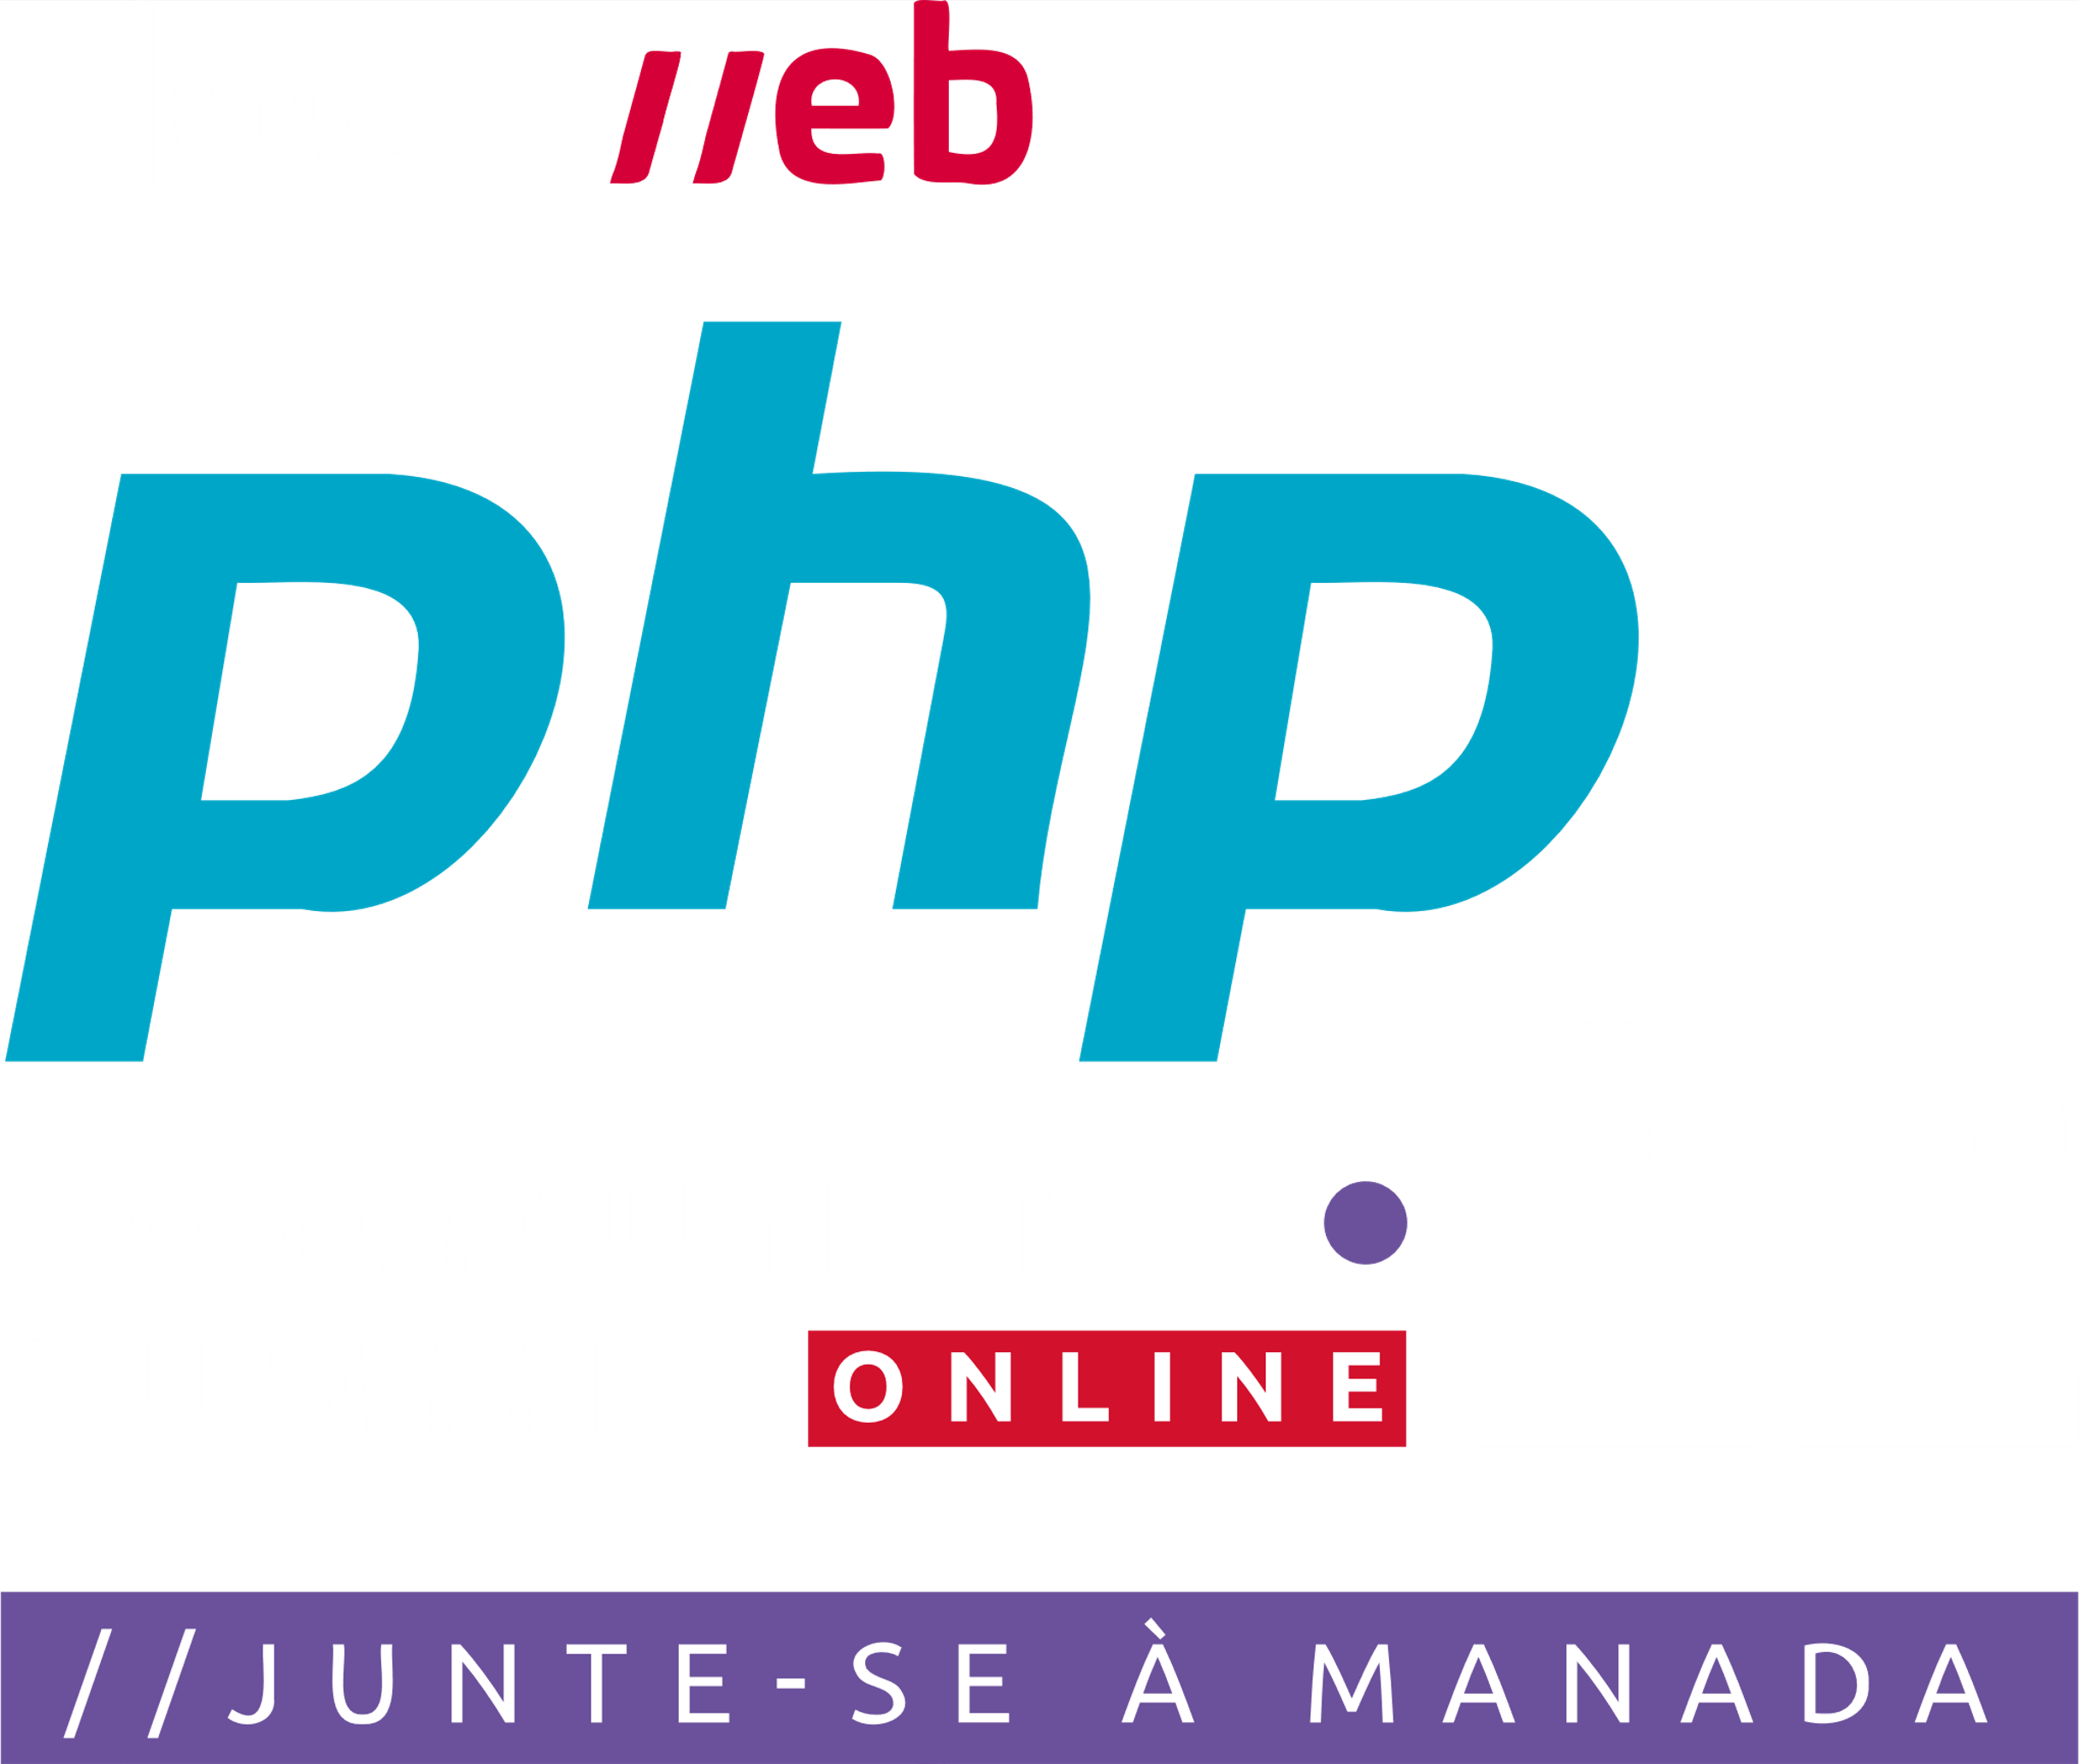 //eb
php
ONLINE
//JUNTE-SE À MANADA